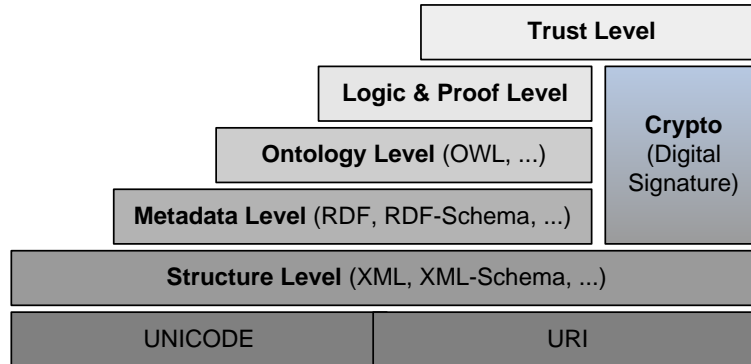 Trust Level
Logic & Proof Level
Crypto
(Digital
Signature)
Ontology Level (OWL, ...)
Metadata Level (RDF, RDF-Schema, ...)
Structure Level (XML, XML-Schema, ...)
UNICODE
URI